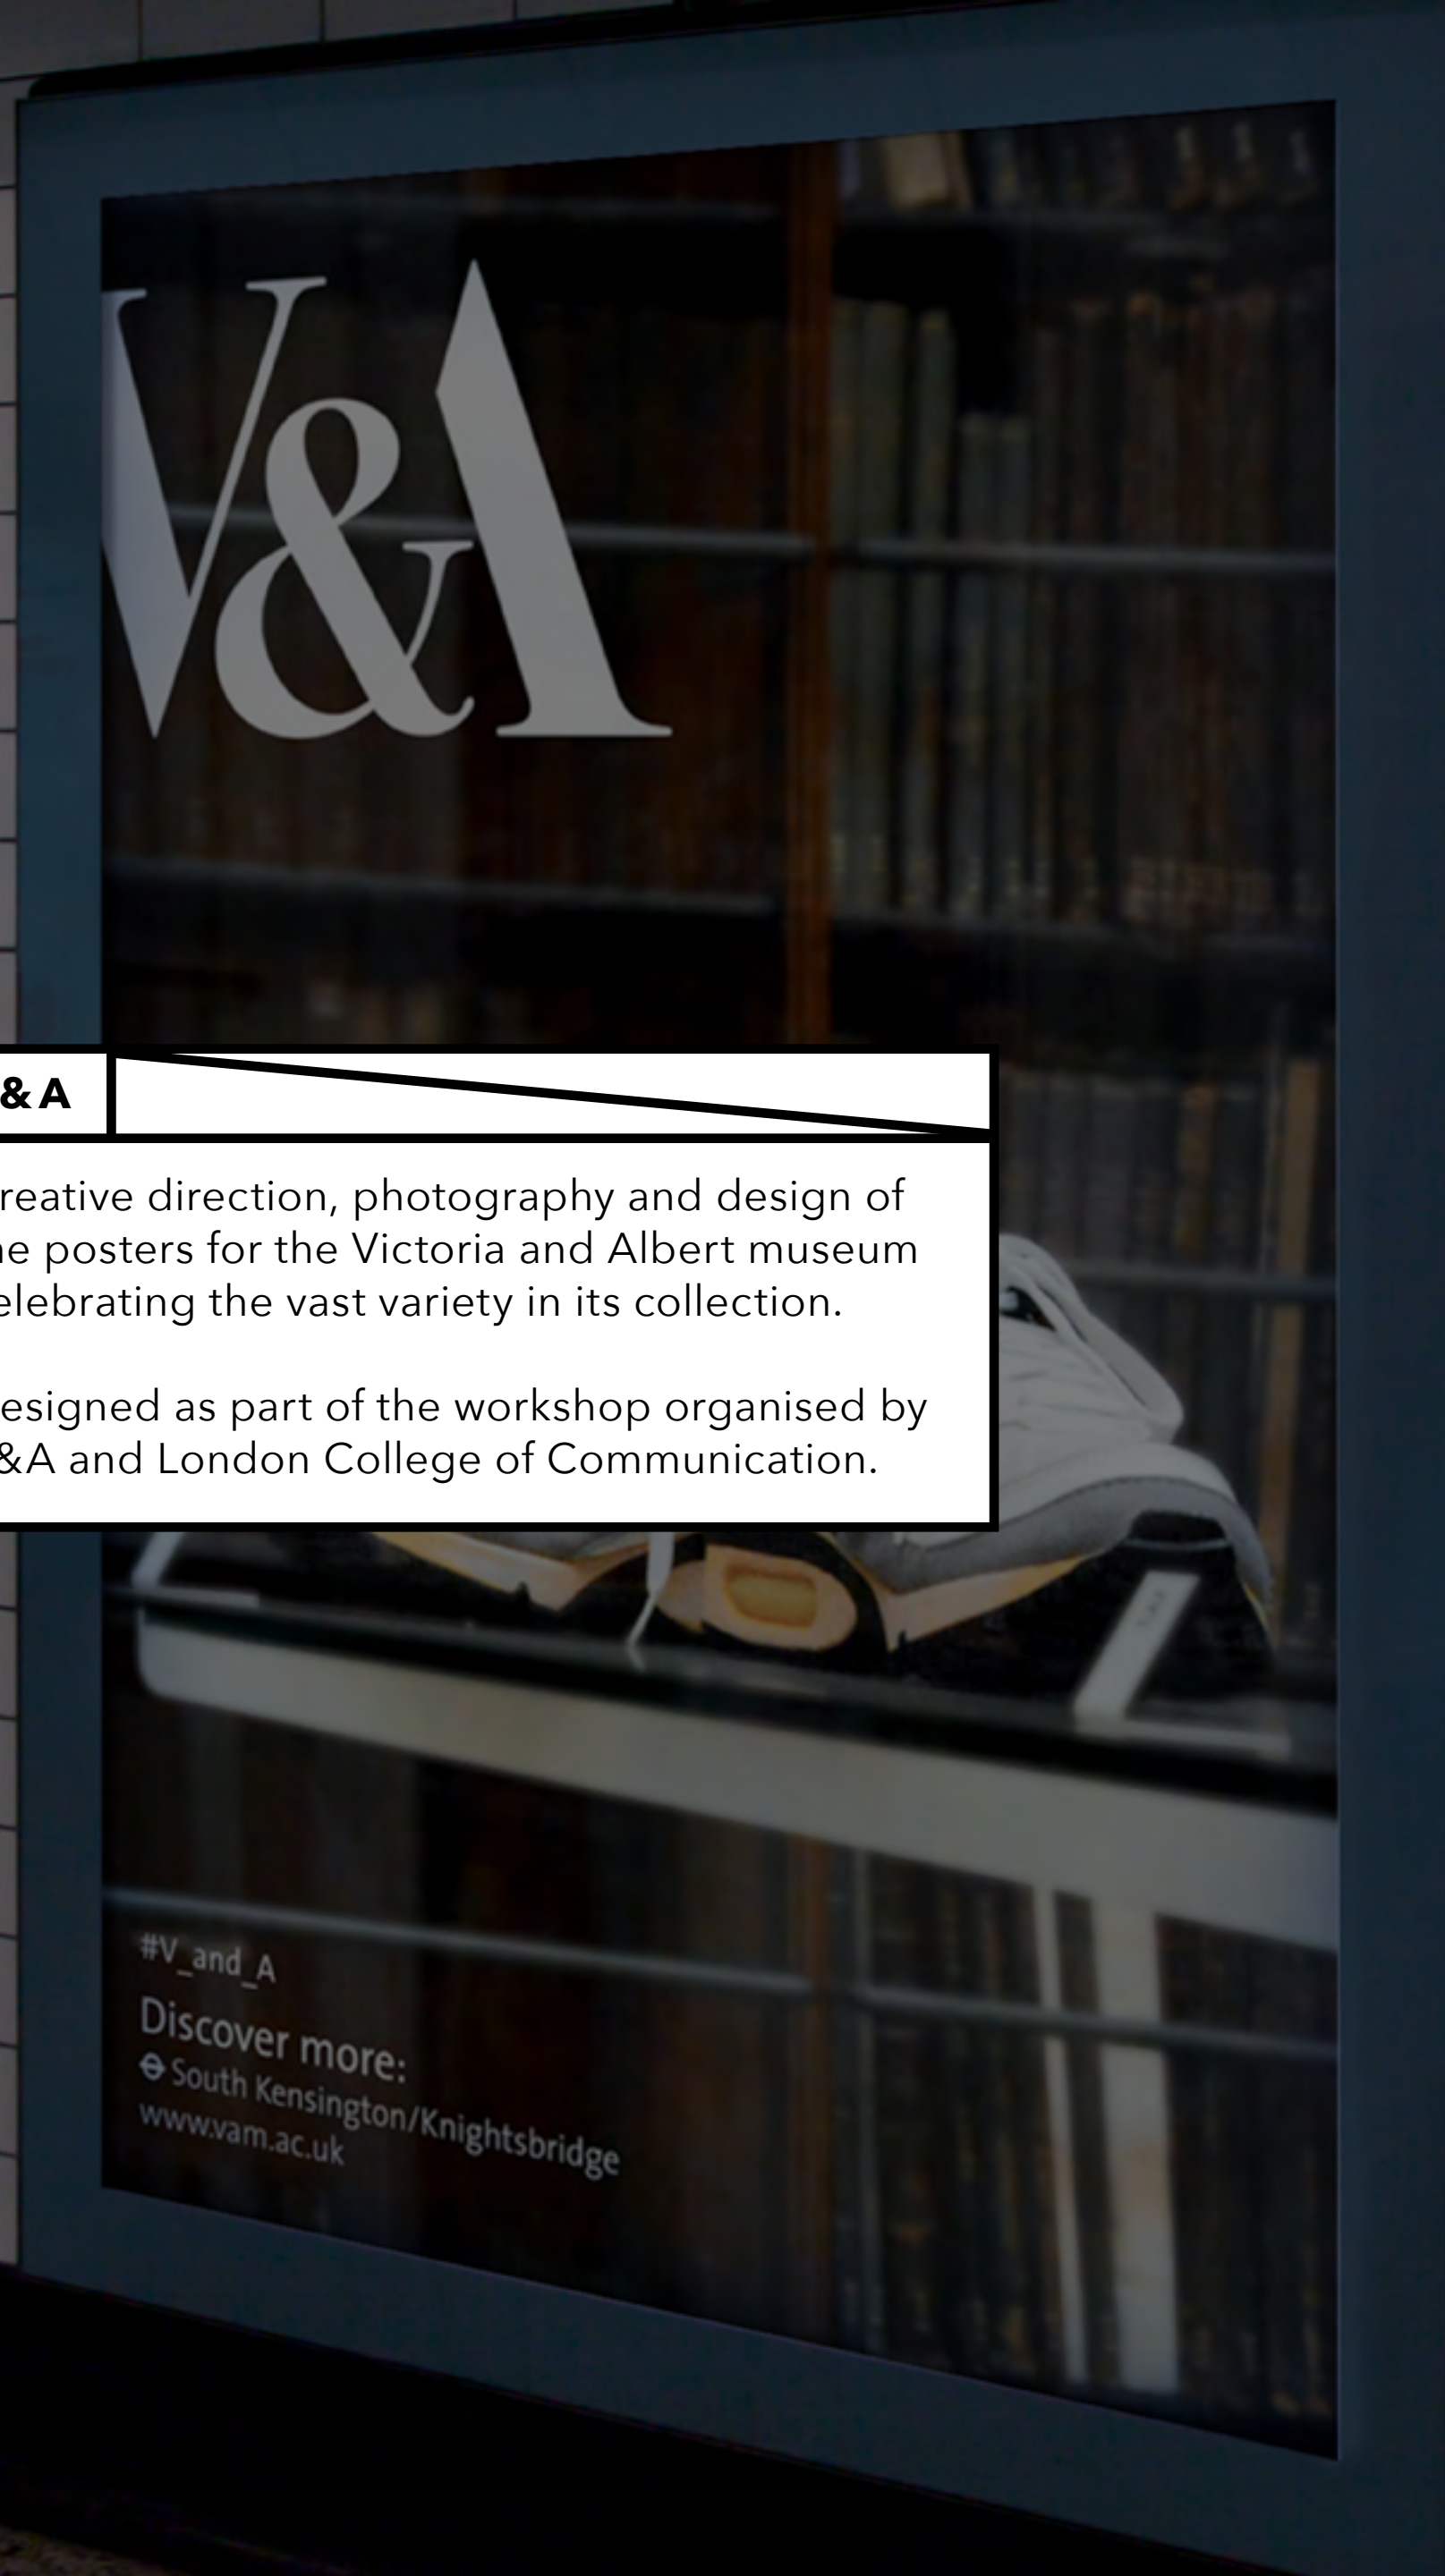 V&A
& A
reative direction, photography and design of
he posters for the Victoria and Albert museum
elebrating the vast variety in its collection.
esigned as part of the workshop organised by
&A and London College of Communication.
#V_and_A
Discover more:
South Kensington/Knightsbridge
www.vam.ac.uk